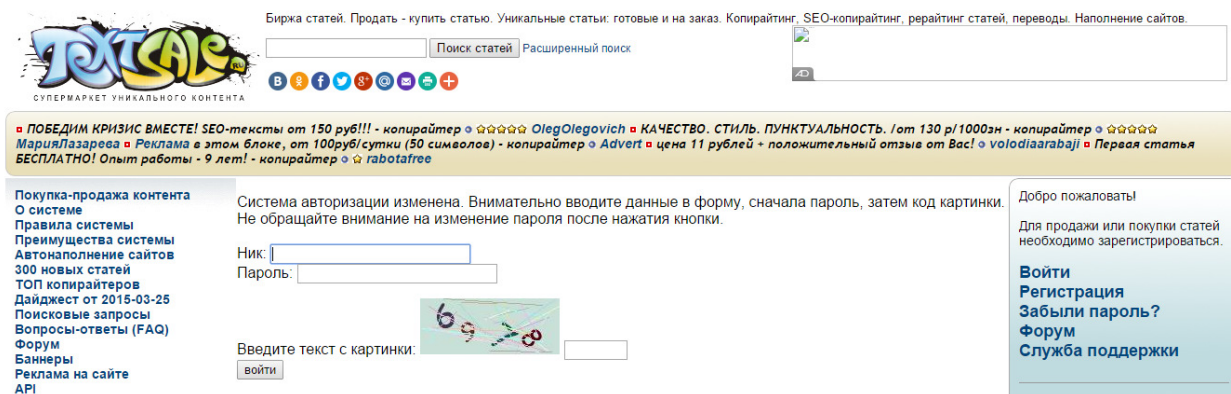 Биржа статей. Продать - купить статью. Уникальные статьи: готовые и на заказ. Копирайтинг, SEO-копирайтинг, рерайтинг статей, переводы. Наполнение сайтов.
TEXTSALE.RU
СУПЕРМАРКЕТ УНИКАЛЬНОГО КОНТЕНТА
Поиск статей Расширенный поиск
AD
▫ ПОБЕДИМ КРИЗИС ВМЕСТЕ! SEO-тексты от 150 руб!!! - копирайтер OlegOlegovich ▫ КАЧЕСТВО. СТИЛЬ. ПУНКТУАЛЬНОСТЬ. /от 130 р/1000зн - копирайтер
МарияЛазарева ▫ Реклама в этом блоке, от 100руб/сутки (50 символов) - копирайтер Advert ▫ цена 11 рублей + положительный отзыв от Вас! volodiaarabaji ▫ Первая статья
БЕСПЛАТНО! Опыт работы - 9 лет! - копирайтер rabotafree
Покупка-продажа контента
О системе
Правила системы
Преимущества системы
Автонаполнение сайтов
300 новых статей
ТОП копирайтеров
Дайджест от 2015-03-25
Поисковые запросы
Вопросы-ответы (FAQ)
Форум
Баннеры
Реклама на сайте
API
Система авторизации изменена. Внимательно вводите данные в форму, сначала пароль, затем код картинки.
Не обращайте внимание на изменение пароля после нажатия кнопки.
Ник:
Пароль:
Введите текст с картинки:
войти
Добро пожаловать!
Для продажи или покупки статей
необходимо зарегистрироваться.
Войти
Регистрация
Забыли пароль?
Форум
Служба поддержки